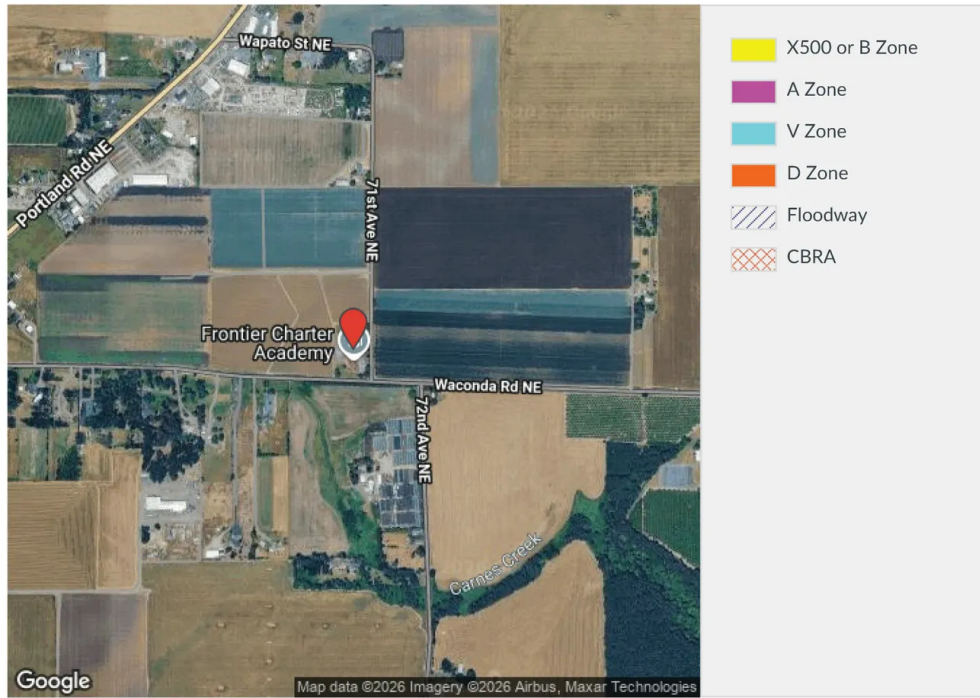 Wapato St NE
Portland Rd NE
71st Ave NE
Frontier Charter
Academy
Waconda Rd NE
72nd Ave NE
Carnes Creek
Google
Map data ©2026 Imagery ©2026 Airbus, Maxar Technologies
X500 or B Zone
A Zone
V Zone
D Zone
Floodway
CBRA